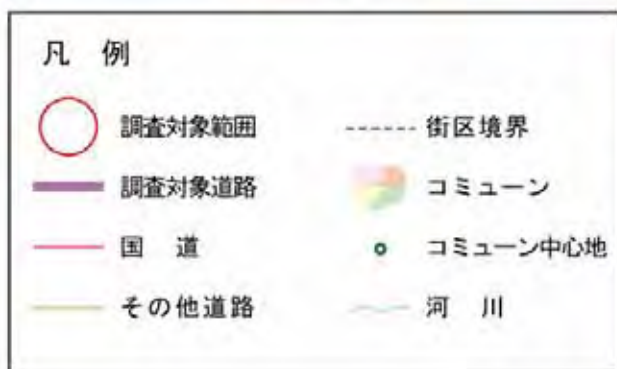 凡 例
調査対象範囲
調査対象道路
国 道
その他道路
街区境界
コミューン
コミューン中心地
河 川